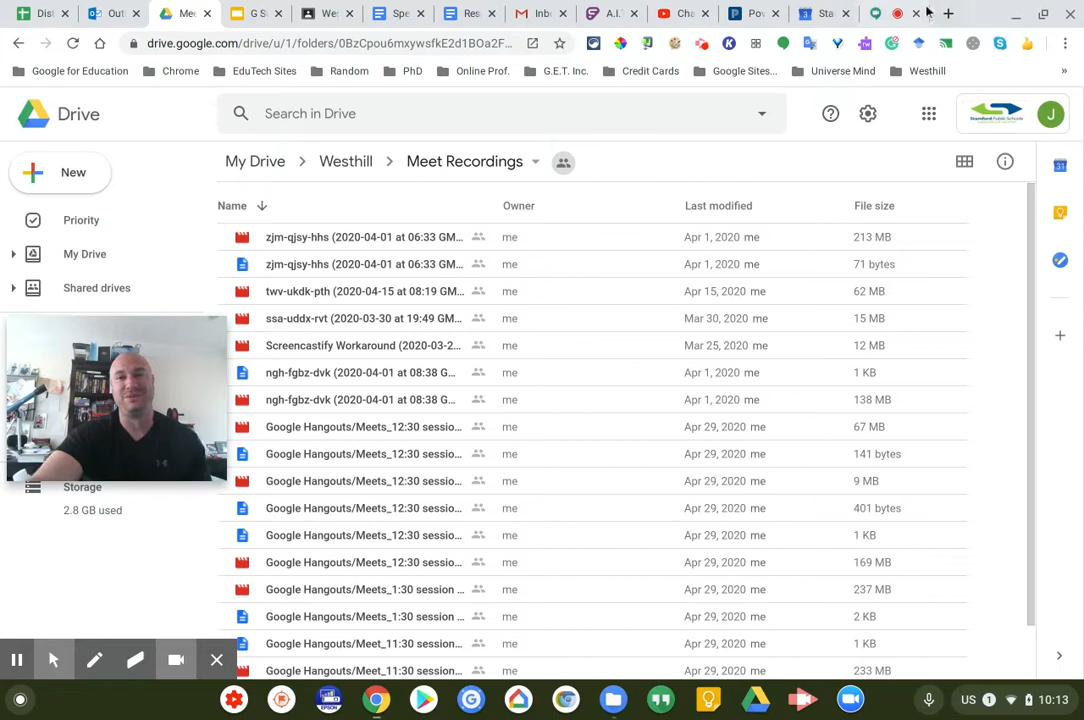 Dist
Outl
Mee
G S
Wes
Spe
Res
Inbo
A.I.T
Cha
Pow
Sta
drive.google.com/drive/u/1/folders/0BzCpou6mxywsfkE2d1BOa2F...
Google for Education
Chrome
EduTech Sites
Random
PhD
Online Prof.
G.E.T. Inc.
Credit Cards
Google Sites...
Universe Mind
Westhill
»
Drive
Search in Drive
Stamford Public Schools
J
New
My Drive > Westhill > Meet Recordings
Name Owner Last modified File size
Priority
My Drive
Shared drives
Storage
2.8 GB used
zjm-qjsy-hhs (2020-04-01 at 06:33 GM... me Apr 1, 2020 me 213 MB
zjm-qjsy-hhs (2020-04-01 at 06:33 GM... me Apr 1, 2020 me 71 bytes
twv-ukdk-pth (2020-04-15 at 08:19 GM... me Apr 15, 2020 me 62 MB
ssa-uddx-rvt (2020-03-30 at 19:49 GM... me Mar 30, 2020 me 15 MB
Screencastify Workaround (2020-03-2... me Mar 25, 2020 me 12 MB
ngh-fgbz-dvk (2020-04-01 at 08:38 G... me Apr 1, 2020 me 1 KB
ngh-fgbz-dvk (2020-04-01 at 08:38 G... me Apr 1, 2020 me 138 MB
Google Hangouts/Meets_12:30 sessio... me Apr 29, 2020 me 67 MB
Google Hangouts/Meets_12:30 sessio... me Apr 29, 2020 me 141 bytes
Google Hangouts/Meets_12:30 sessio... me Apr 29, 2020 me 9 MB
Google Hangouts/Meets_12:30 sessio... me Apr 29, 2020 me 401 bytes
Google Hangouts/Meets_12:30 sessio... me Apr 29, 2020 me 1 KB
Google Hangouts/Meets_12:30 sessio... me Apr 29, 2020 me 169 MB
Google Hangouts/Meets_1:30 session ... me Apr 29, 2020 me 237 MB
Google Hangouts/Meets_1:30 session ... me Apr 29, 2020 me 2 KB
Google Hangouts/Meet_11:30 session... me Apr 29, 2020 me 1 KB
Google Hangouts/Meet_11:30 session... me Apr 29, 2020 me 233 MB
EPSON
US 1 10:13